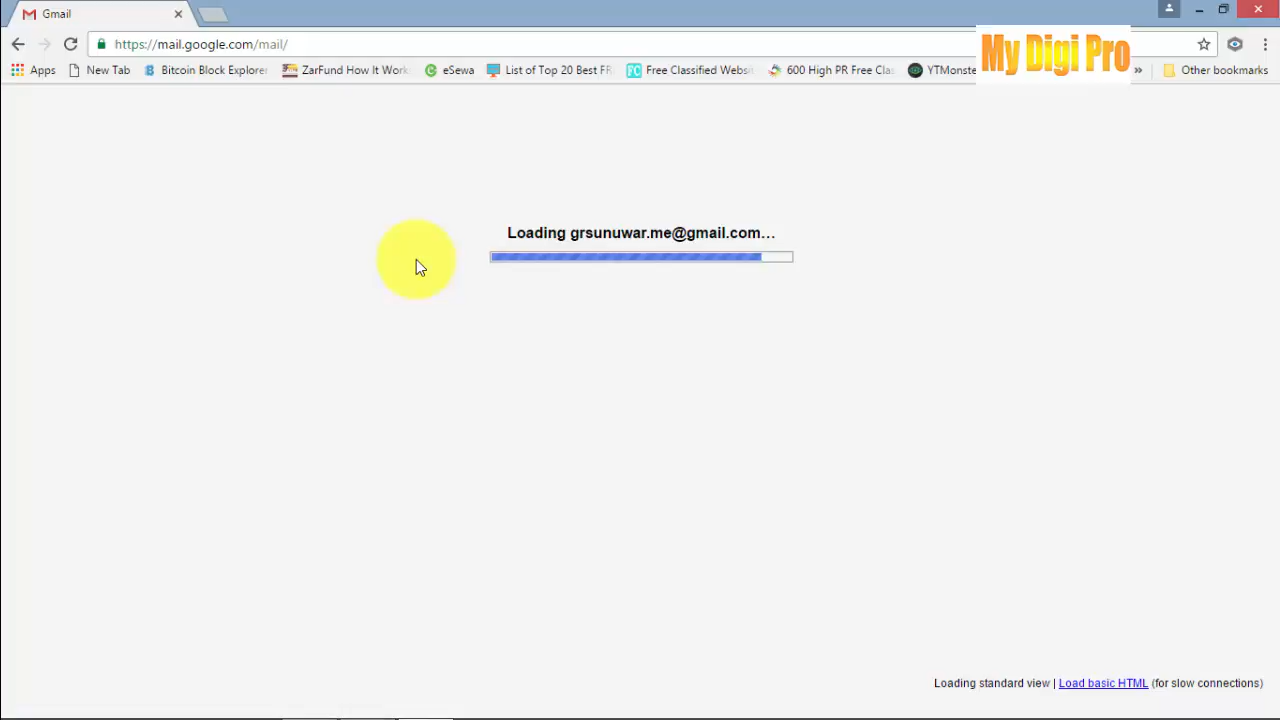 Gmail
https://mail.google.com/mail/
My Digi Pro
Apps
New Tab
Bitcoin Block Explorer
ZarFund How It Work
eSewa
List of Top 20 Best FR
Free Classified Websi
600 High PR Free Clas
YTMonste
» Other bookmarks
Loading grsunuwar.me@gmail.com...
Loading standard view | Load basic HTML (for slow connections)